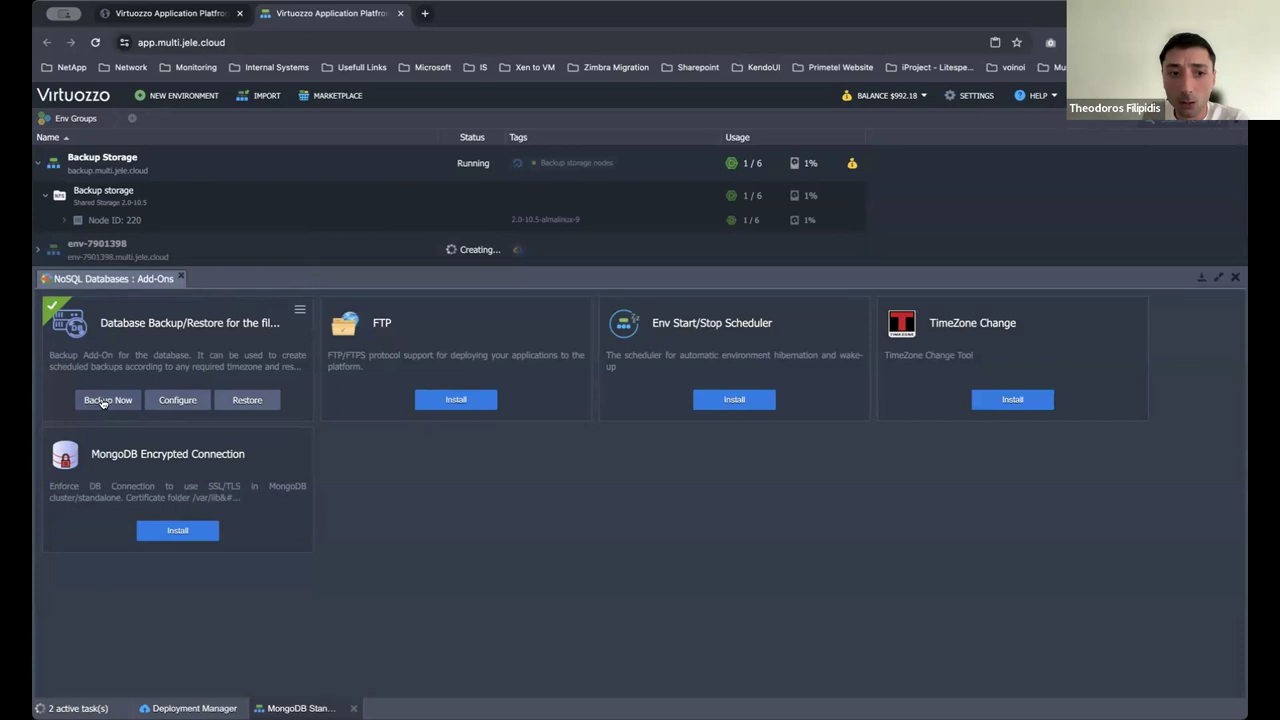 Virtuozzo Application Platfro
Virtuozzo Application Platfro
app.multi.jele.cloud
NetApp
Network
Monitoring
Internal Systems
Usefull Links
Microsoft
IS
Xen to VM
Zimbra Migration
Sharepoint
KendoUI
Primetel Website
iProject - Litespe...
voinoi
Theodoros Filipidis
Virtuozzo
NEW ENVIRONMENT
IMPORT
MARKETPLACE
BALANCE $992.18
SETTINGS
HELP
Env Groups
Name
Status
Tags
Usage
Backup Storage
backup.multi.jele.cloud
Running
Backup storage nodes
1 / 6
1%
Backup storage
Shared Storage 2.0-10.5
1 / 6
1%
Node ID: 220
2.0-10.5-almalinux-9
1 / 6
1%
env-7901398
env-7901398.multi.jele.cloud
Creating...
NoSQL Databases : Add-Ons
Database Backup/Restore for the fil...
Backup Add-On for the database. It can be used to create
scheduled backups according to any required timezone and res...
Backup Now
Configure
Restore
FTP
FTP/FTPS protocol support for deploying your applications to the
platform.
Install
Env Start/Stop Scheduler
The scheduler for automatic environment hibernation and wake-
up
Install
TIMEZONE
TimeZone Change
TimeZone Change Tool
Install
MongoDB Encrypted Connection
Enforce DB Connection to use SSL/TLS in MongoDB
cluster/standalone. Certificate folder /var/lib&#...
Install
2 active task(s)
Deployment Manager
MongoDB Stan...